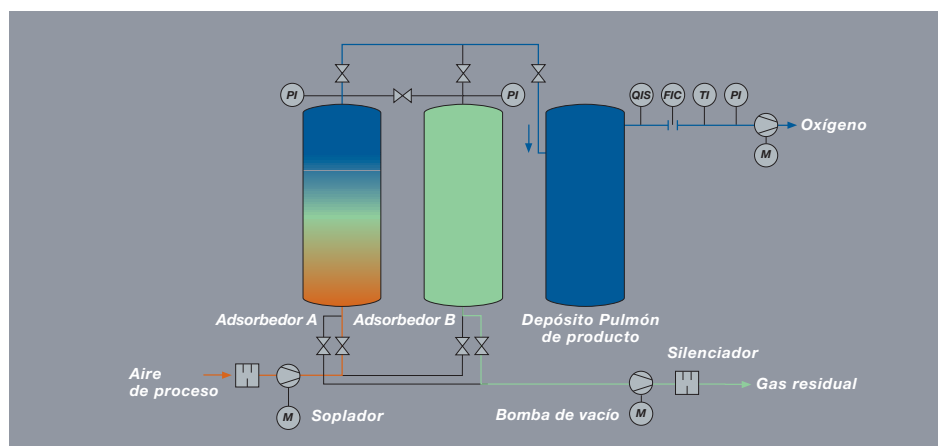 PI
PI
QIS
FIC
TI
PI
Oxígeno
M
Adsorbedor A
Adsorbedor B
Depósito Pulmón
de producto
Silenciador
Aire
de proceso
Gas residual
M
Soplador
Bomba de vacío
M